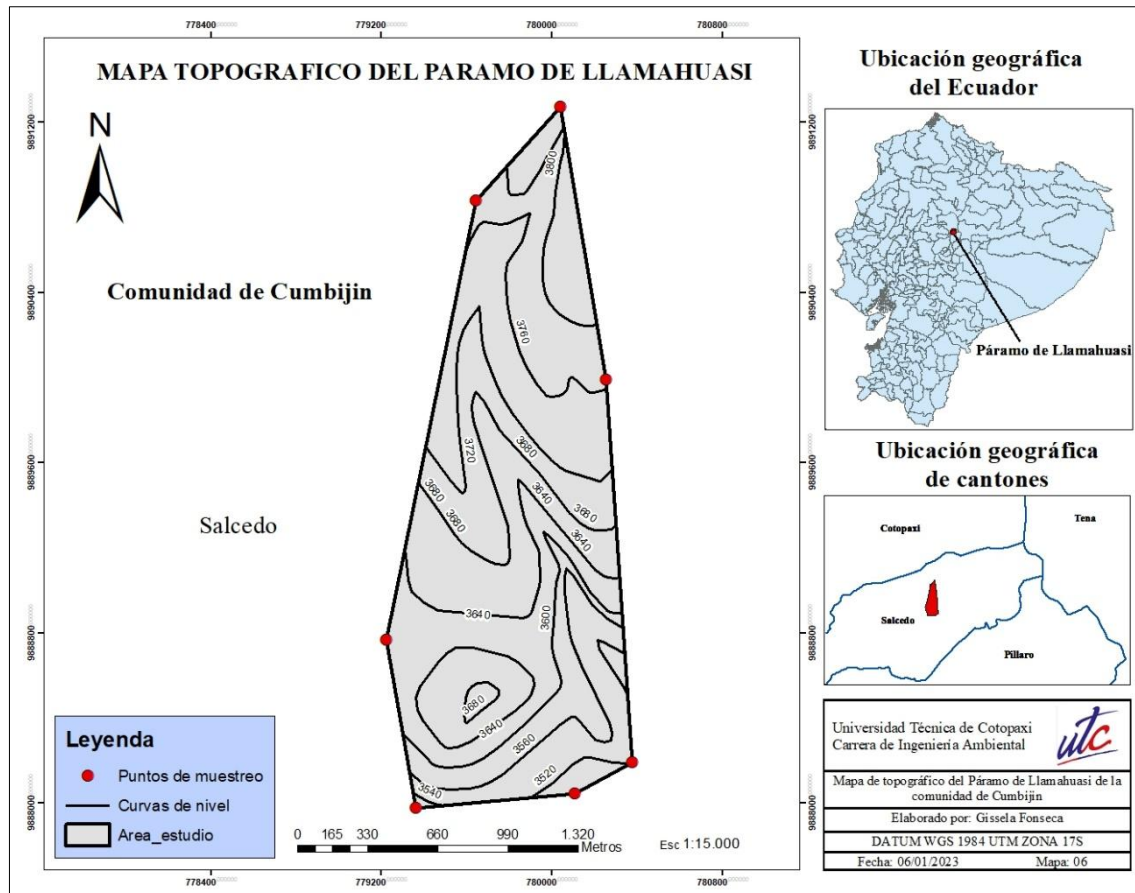 778400
779200
780000
780800
MAPA TOPOGRAFICO DEL PARAMO DE LLAMAHUASI
N
9891200
9890400
9889600
9888800
9888000
9891200
9890400
9889600
9888800
9888000
Comunidad de Cumbijin
Salcedo
3800
3760
3720
3680
3680
3680
3640
3680
3640
3640
3600
3680
3640
3560
3520
3540
Leyenda
Puntos de muestreo
Curvas de nivel
Area_estudio
0 165 330 660 990 1.320
Metros
Esc 1:15.000
778400
779200
780000
780800
Ubicación geográfica
del Ecuador
Páramo de Llamahuasi
Ubicación geográfica
de cantones
Cotopaxi
Tena
Salcedo
Píllaro
Universidad Técnica de Cotopaxi
Carrera de Ingeniería Ambiental
utc
Mapa de topográfico del Páramo de Llamahuasi de la
comunidad de Cumbijin
Elaborado por: Gissela Fonseca
DATUM WGS 1984 UTM ZONA 17S
Fecha: 06/01/2023 Mapa: 06